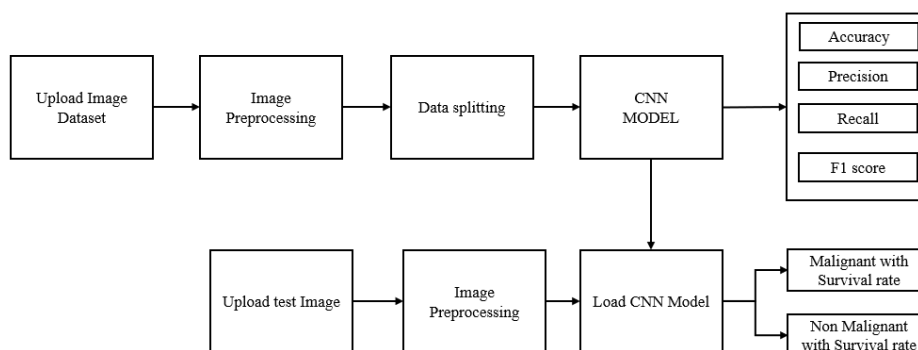 Accuracy
Precision
Recall
F1 score
Upload Image
Dataset
Image
Preprocessing
Data splitting
CNN
MODEL
Upload test Image
Image
Preprocessing
Load CNN Model
Malignant with
Survival rate
Non Malignant
with Survival rate